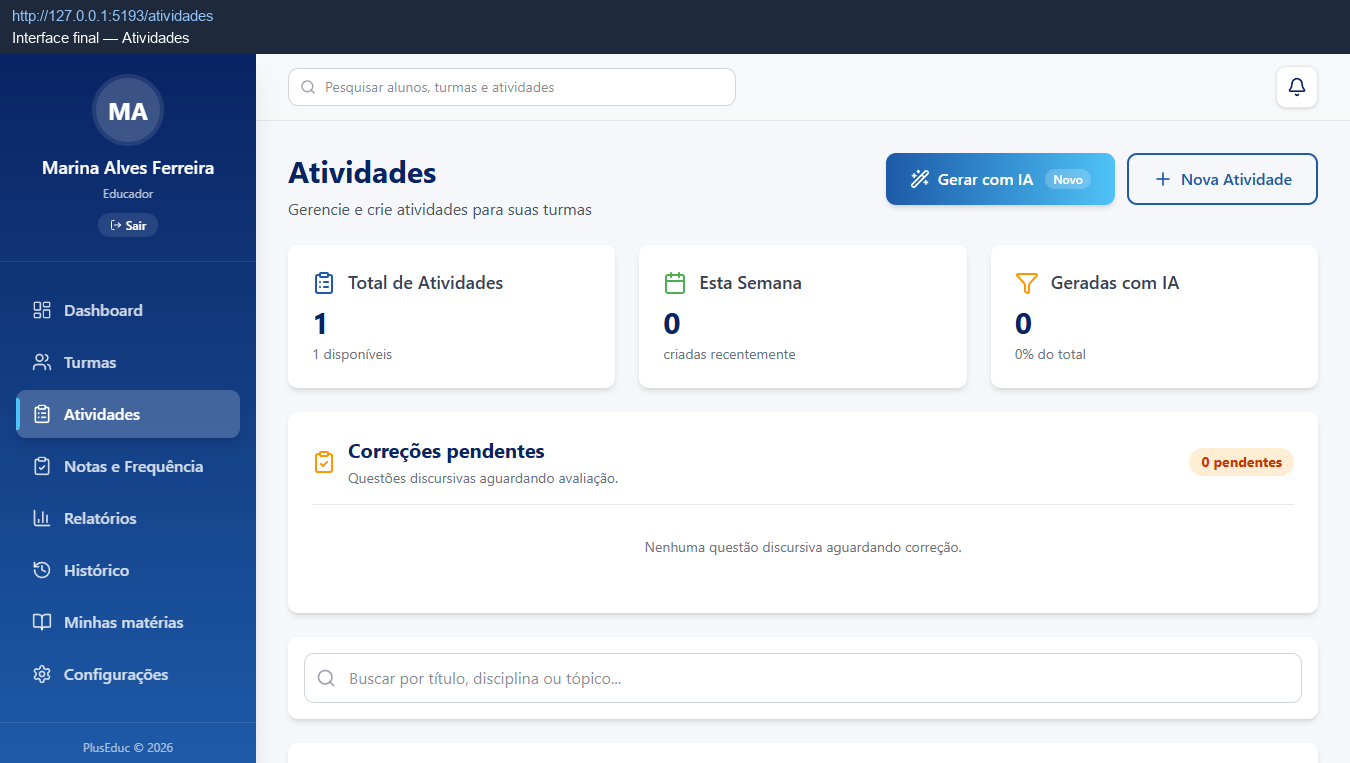 http://127.0.0.1:5193/atividades
Interface final — Atividades
MA
Marina Alves Ferreira
Educador
Sair
Dashboard
Turmas
Atividades
Notas e Frequência
Relatórios
Histórico
Minhas matérias
Configurações
PlusEduc © 2026
Pesquisar alunos, turmas e atividades
Atividades
Gerencie e crie atividades para suas turmas
Gerar com IA Novo
Nova Atividade
Total de Atividades
1
1 disponíveis
Esta Semana
0
criadas recentemente
Geradas com IA
0
0% do total
Correções pendentes
Questões discursivas aguardando avaliação.
0 pendentes
Nenhuma questão discursiva aguardando correção.
Buscar por título, disciplina ou tópico...